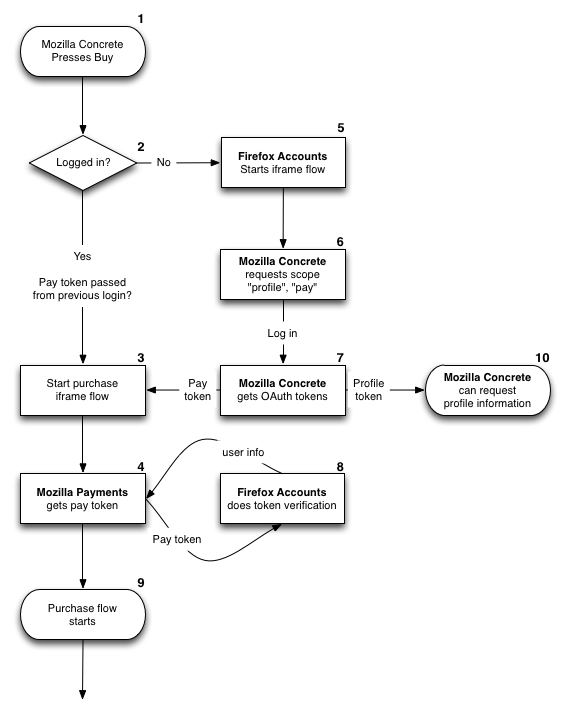 1
Mozilla Concrete
Presses Buy
2
Logged in?
No
5
Firefox Accounts
Starts iframe flow
6
Mozilla Concrete
requests scope
"profile", "pay"
Yes
Pay token passed
from previous login?
Log in
3
Start purchase
iframe flow
Pay
token
7
Mozilla Concrete
gets OAuth tokens
Profile
token
10
Mozilla Concrete
can request
profile information
user info
4
Mozilla Payments
gets pay token
8
Firefox Accounts
does token verification
Pay token
9
Purchase flow
starts